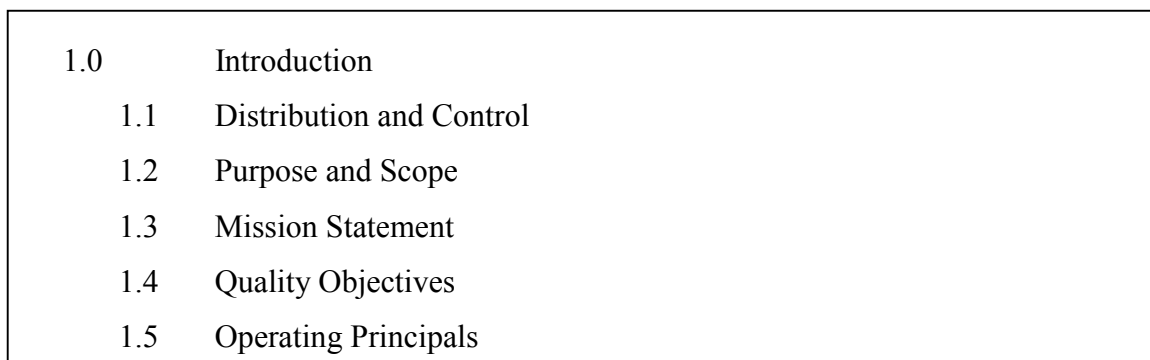 1.0 Introduction
1.1 Distribution and Control
1.2 Purpose and Scope
1.3 Mission Statement
1.4 Quality Objectives
1.5 Operating Principals